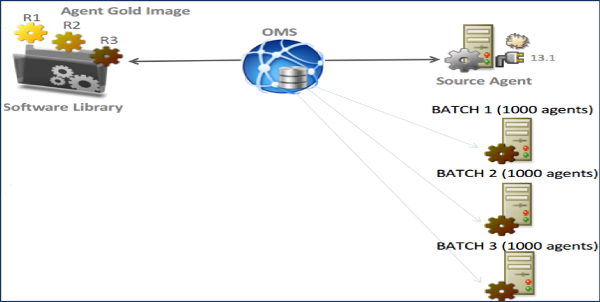 Agent Gold Image
R1
R2
R3
OMS
13.1
Software Library
Source Agent
BATCH 1 (1000 agents)
BATCH 2 (1000 agents)
BATCH 3 (1000 agents)